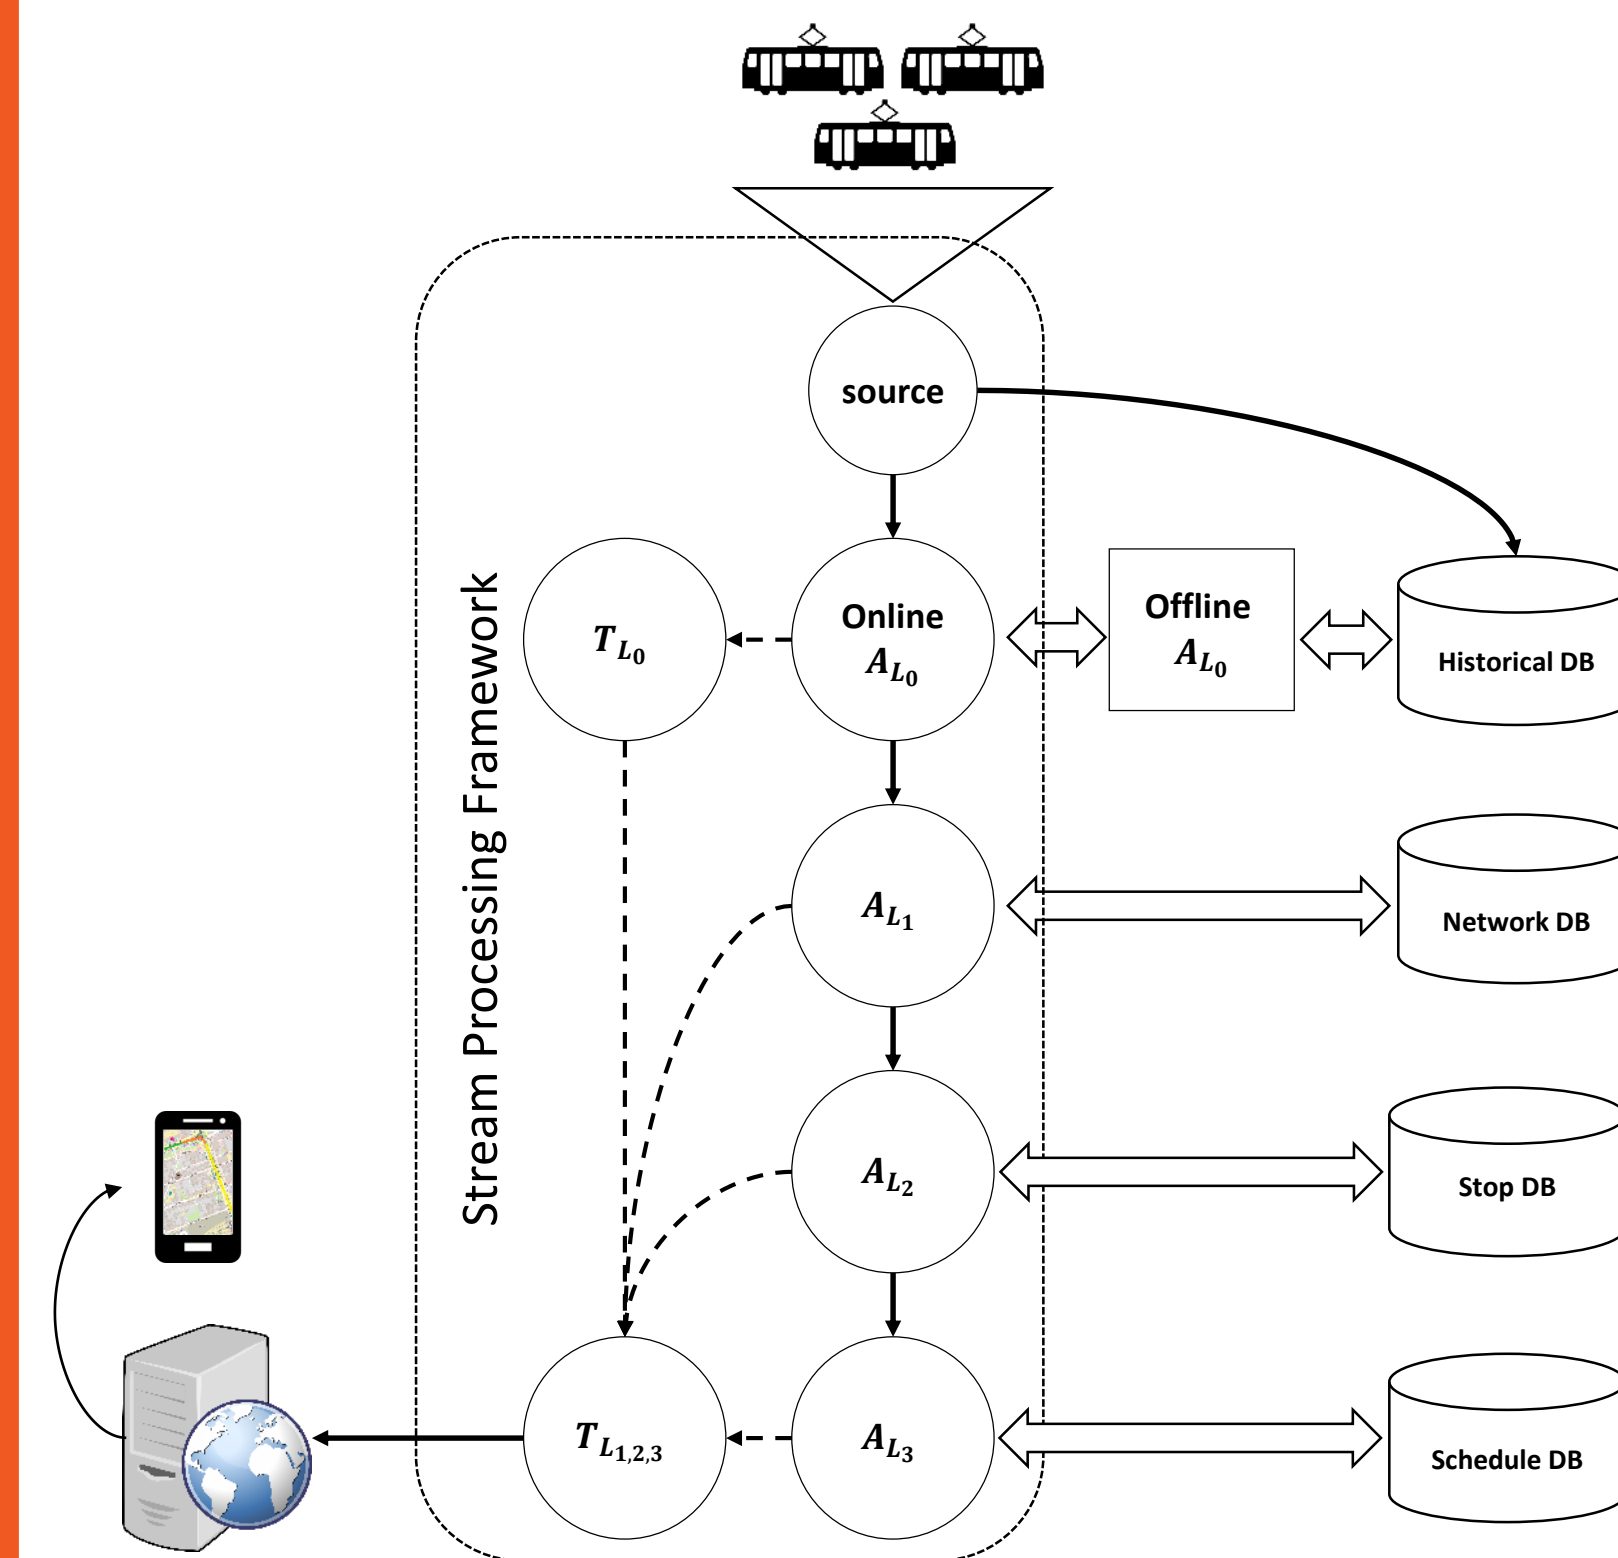 source
Stream Processing Framework
T_{L_0}
Online
A_{L_0}
Offline
A_{L_0}
Historical DB
A_{L_1}
Network DB
A_{L_2}
Stop DB
T_{L_{1,2,3}}
A_{L_3}
Schedule DB